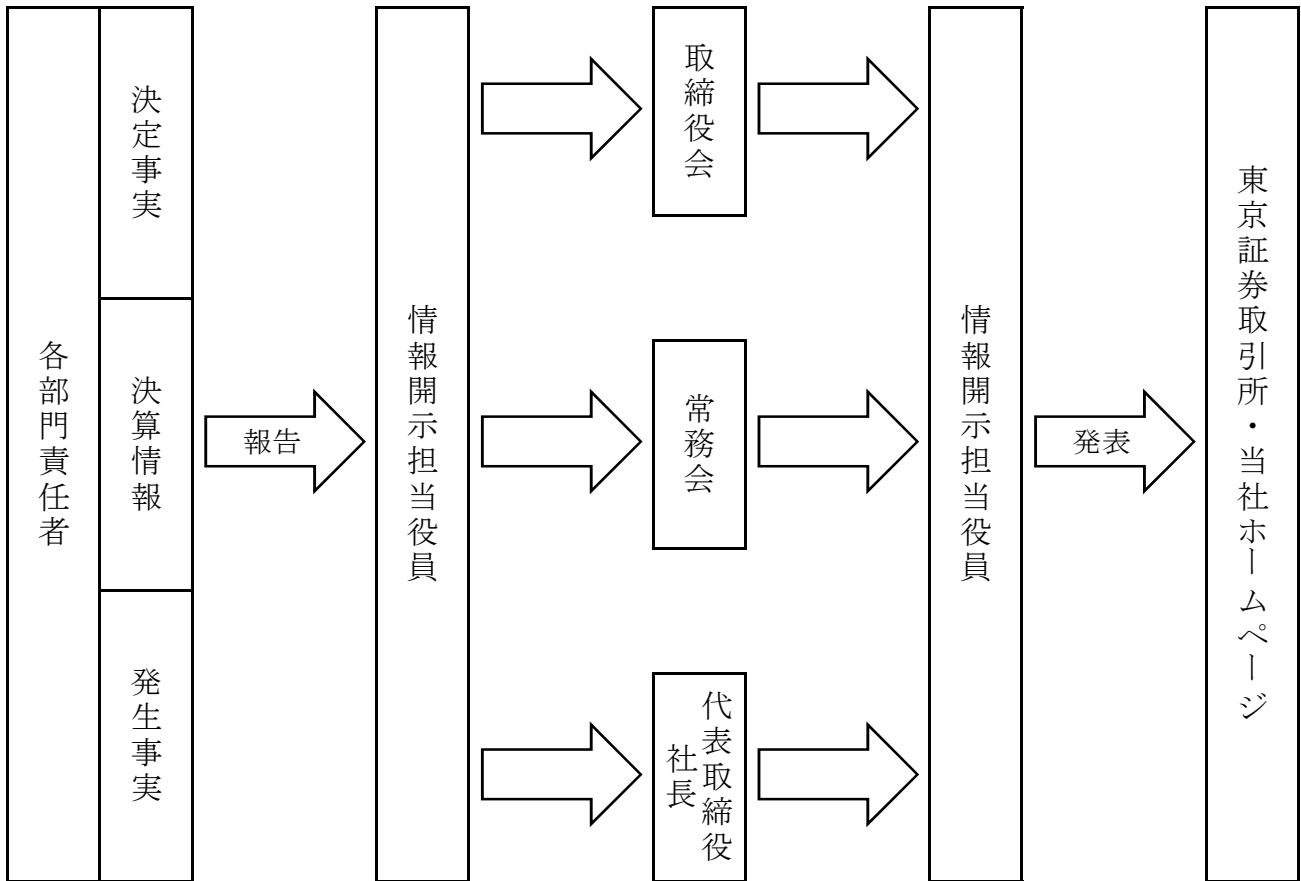 各部門責任者
決定事実
決算情報
発生事実
報告
情報開示担当役員
取締役会
常務会
代表取締役
社長
情報開示担当役員
発表
東京証券取引所・当社ホームページ